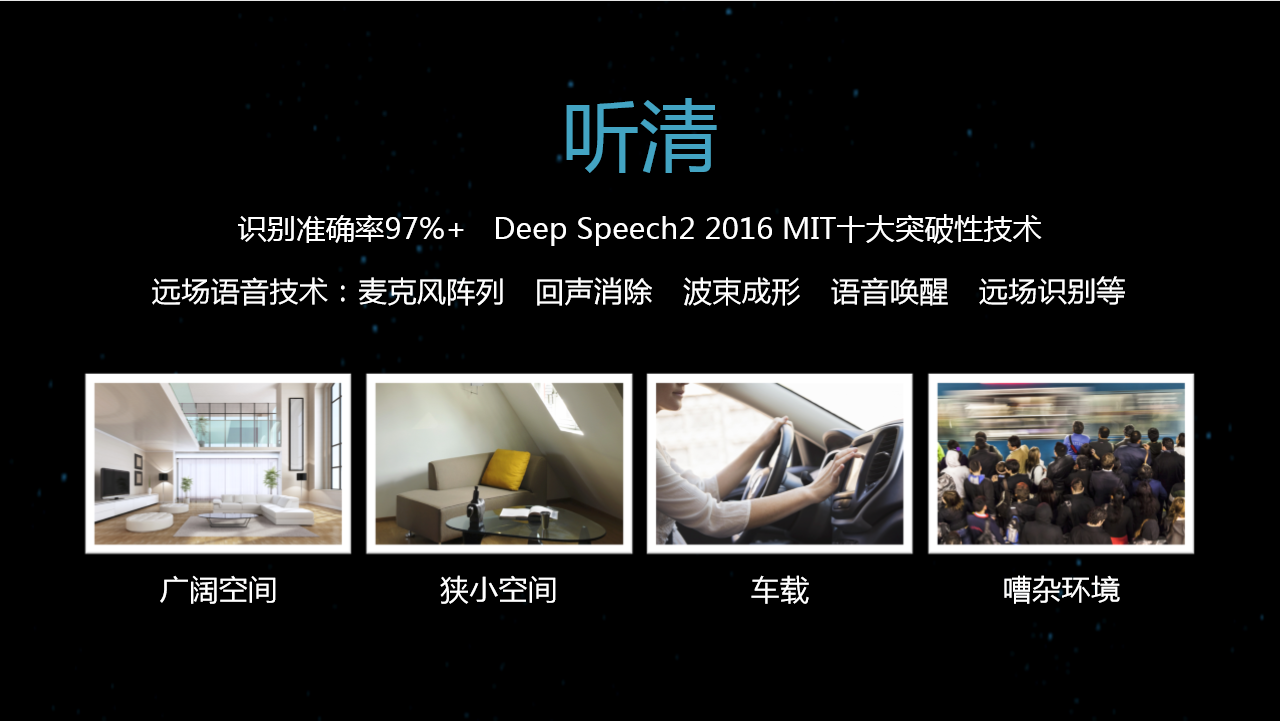 听清
识别准确率97%+ Deep Speech2 2016 MIT十大突破性技术
远场语音技术：麦克风阵列 回声消除 波束成形 语音唤醒 远场识别等
广阔空间 狭小空间 车载 嘈杂环境